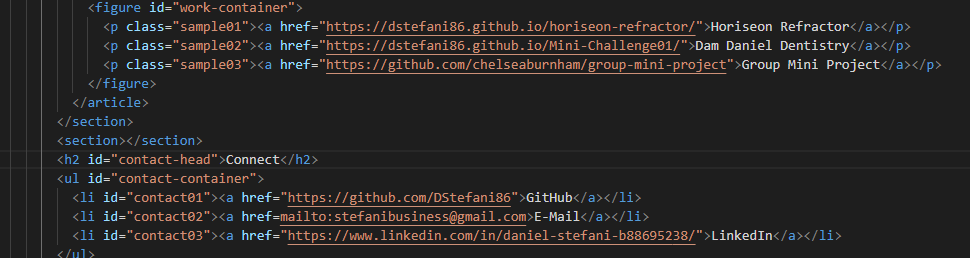 <figure id="work-container">
<p class="sample01"><a href="https://dstefani86.github.io/horiseon-refractor/">Horiseon Refractor</a></p>
<p class="sample02"><a href="https://dstefani86.github.io/Mini-Challenge01/">Dam Daniel Dentistry</a></p>
<p class="sample03"><a href="https://github.com/chelseaburnham/group-mini-project">Group Mini Project</a></p>
</figure>
</article>
</section>
<section></section>
<h2 id="contact-head">Connect</h2>
<ul id="contact-container">
<li id="contact01"><a href="https://github.com/DStefani86">GitHub</a></li>
<li id="contact02"><a href=mailto:stefanibusiness@gmail.com>E-Mail</a></li>
<li id="contact03"><a href="https://www.linkedin.com/in/daniel-stefani-b88695238/">LinkedIn</a></li>
</ul>